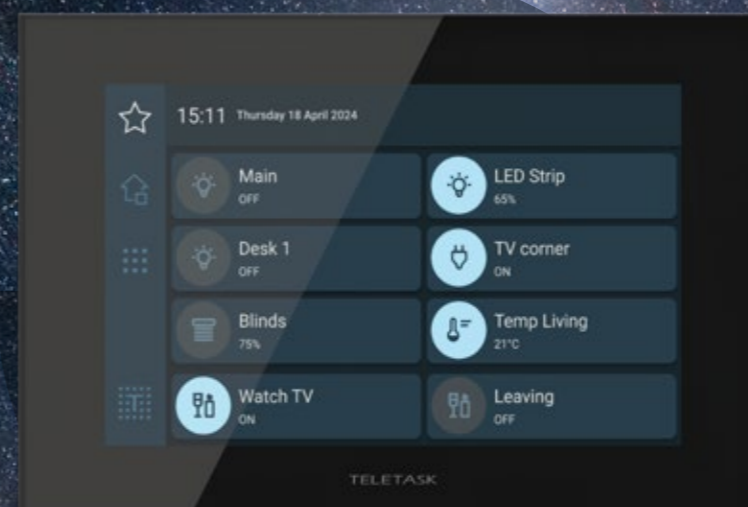 15:11 Thursday 18 April 2024
Main
OFF
LED Strip
65%
Desk 1
OFF
TV corner
ON
Blinds
75%
Temp Living
21°C
Watch TV
ON
Leaving
OFF
TELETASK